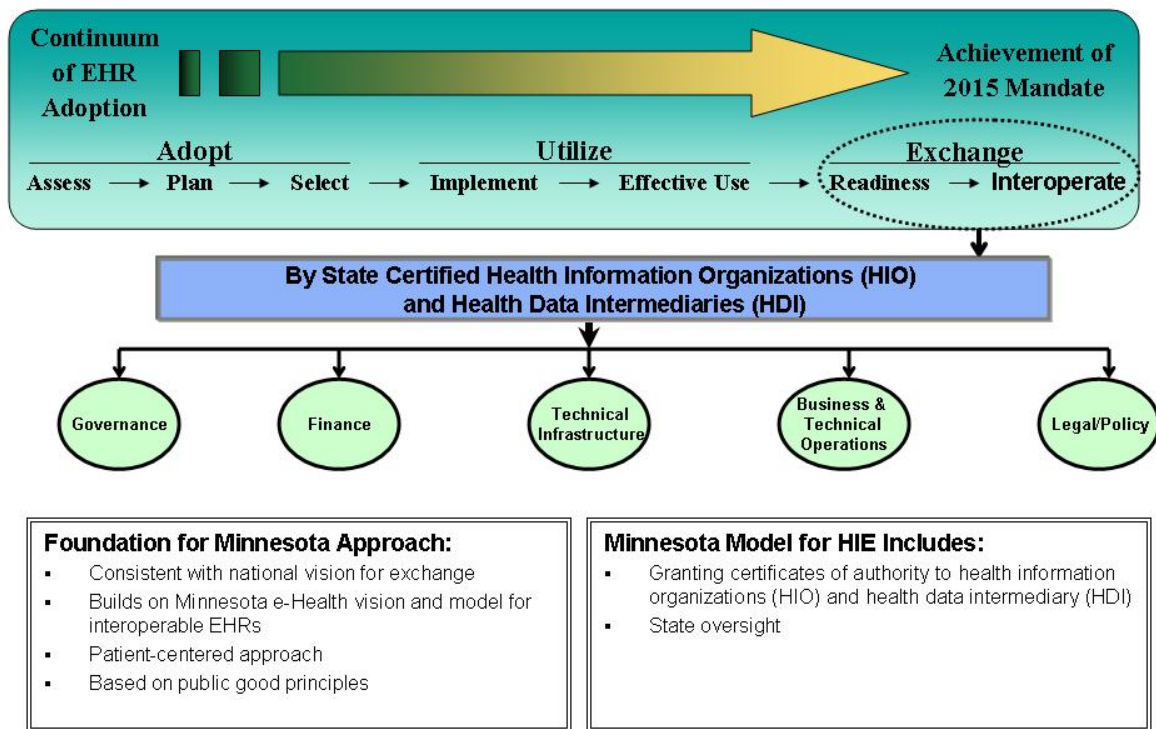 Continuum
of EHR
Adoption
Achievement of
2015 Mandate
Adopt
Utilize
Exchange
Assess → Plan → Select → Implement → Effective Use → Readiness → Interoperate
By State Certified Health Information Organizations (HIO)
and Health Data Intermediaries (HDI)
Governance
Finance
Technical
Infrastructure
Business &
Technical
Operations
Legal/Policy
Foundation for Minnesota Approach:
▪ Consistent with national vision for exchange
▪ Builds on Minnesota e-Health vision and model for
interoperable EHRs
▪ Patient-centered approach
▪ Based on public good principles
Minnesota Model for HIE Includes:
▪ Granting certificates of authority to health information
organizations (HIO) and health data intermediary (HDI)
▪ State oversight